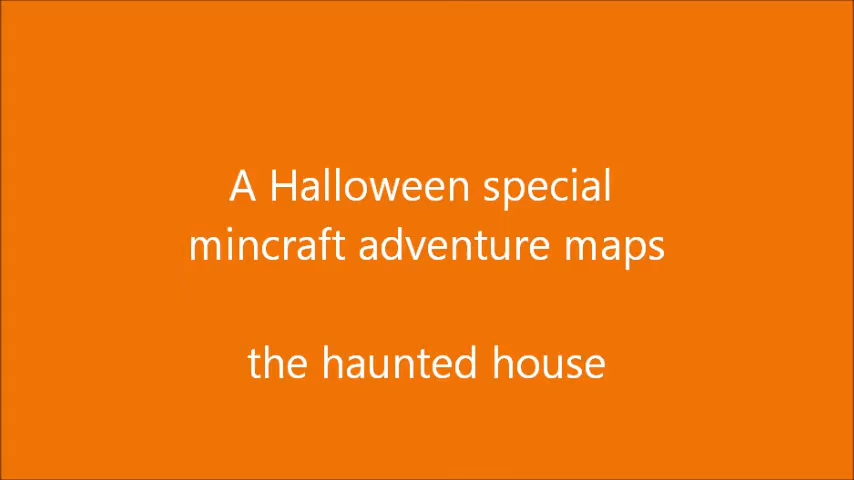 A Halloween special
mincraft adventure maps
the haunted house